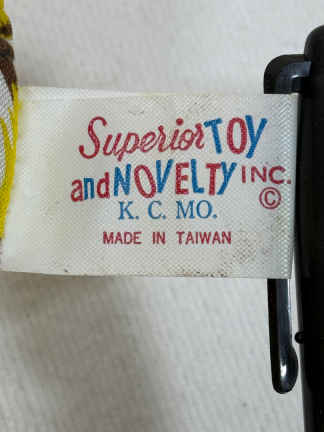 Superior TOY
and NOVELTY INC.
©
K. C. MO.
MADE IN TAIWAN